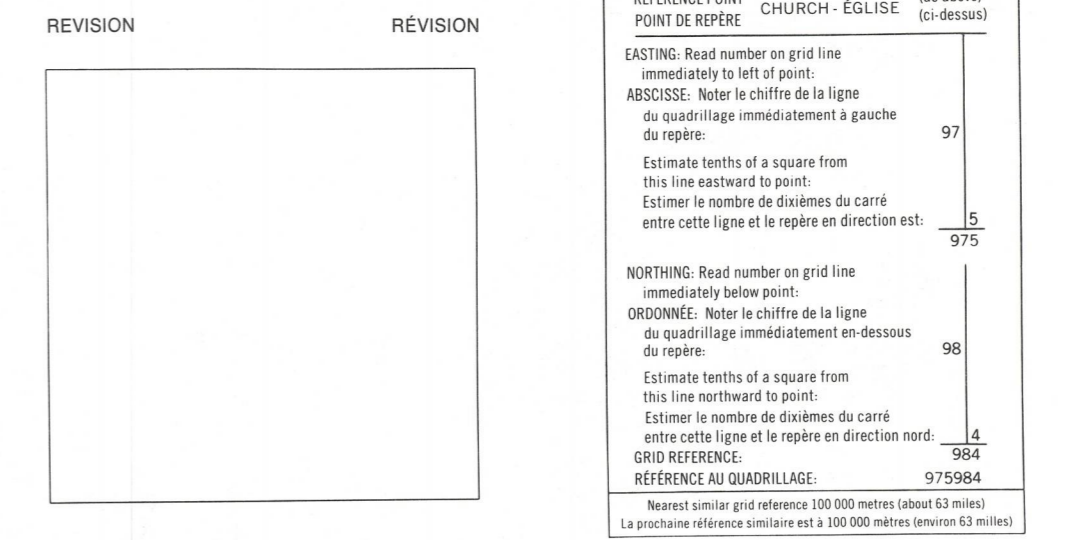 REVISION RÉVISION
POINT DE REPÈRE CHURCH - ÉGLISE (ci-dessus)
EASTING: Read number on grid line
immediately to left of point:
ABSCISSE: Noter le chiffre de la ligne
du quadrillage immédiatement à gauche
du repère: 97
Estimate tenths of a square from
this line eastward to point:
Estimer le nombre de dixièmes du carré
entre cette ligne et le repère en direction est: 5
975
NORTHING: Read number on grid line
immediately below point:
ORDONNÉE: Noter le chiffre de la ligne
du quadrillage immédiatement en-dessous
du repère: 98
Estimate tenths of a square from
this line northward to point:
Estimer le nombre de dixièmes du carré
entre cette ligne et le repère en direction nord: 4
GRID REFERENCE: 984
RÉFÉRENCE AU QUADRILLAGE: 975984
Nearest similar grid reference 100 000 metres (about 63 miles)
La prochaine référence similaire est à 100 000 mètres (environ 63 milles)